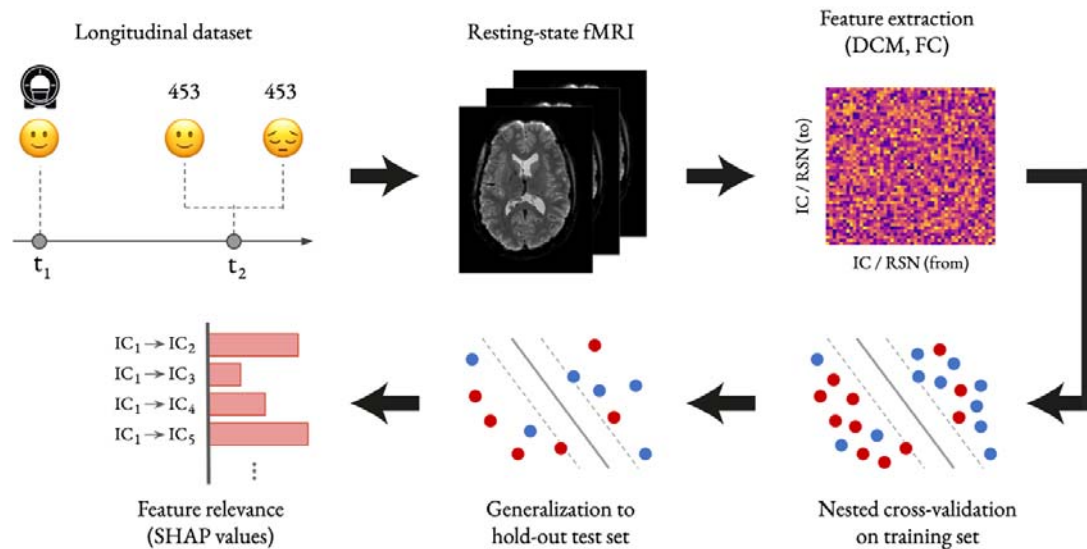 Longitudinal dataset
453
453
t1
t2
Resting-state fMRI
Feature extraction
(DCM, FC)
IC / RSN (to)
IC / RSN (from)
Nested cross-validation
on training set
Generalization to
hold-out test set
IC1 → IC2
IC1 → IC3
IC1 → IC4
IC1 → IC5
⋮
Feature relevance
(SHAP values)